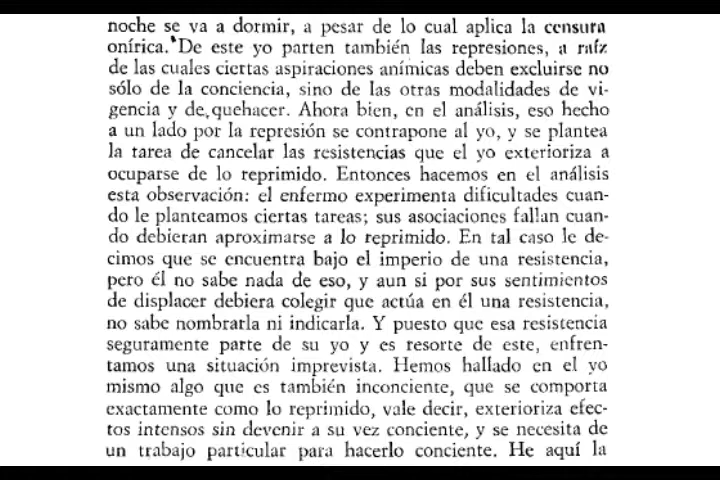 noche se va a dormir, a pesar de lo cual aplica la censura
onírica. De este yo parten también las represiones, a raíz
de las cuales ciertas aspiraciones anímicas deben excluirse no
sólo de la conciencia, sino de las otras modalidades de vi-
gencia y de quehacer. Ahora bien, en el análisis, eso hecho
a un lado por la represión se contrapone al yo, y se plantea
la tarea de cancelar las resistencias que el yo exterioriza a
ocuparse de lo reprimido. Entonces hacemos en el análisis
esta observación: el enfermo experimenta dificultades cuan-
do le planteamos ciertas tareas; sus asociaciones fallan cuan-
do debieran aproximarse a lo reprimido. En tal caso le de-
cimos que se encuentra bajo el imperio de una resistencia,
pero él no sabe nada de eso, y aun si por sus sentimientos
de displacer debiera colegir que actúa en él una resistencia,
no sabe nombrarla ni indicarla. Y puesto que esa resistencia
seguramente parte de su yo y es resorte de este, enfren-
tamos una situación imprevista. Hemos hallado en el yo
mismo algo que es también inconciente, que se comporta
exactamente como lo reprimido, vale decir, exterioriza efec-
tos intensos sin devenir a su vez conciente, y se necesita de
un trabajo particular para hacerlo conciente. He aquí la